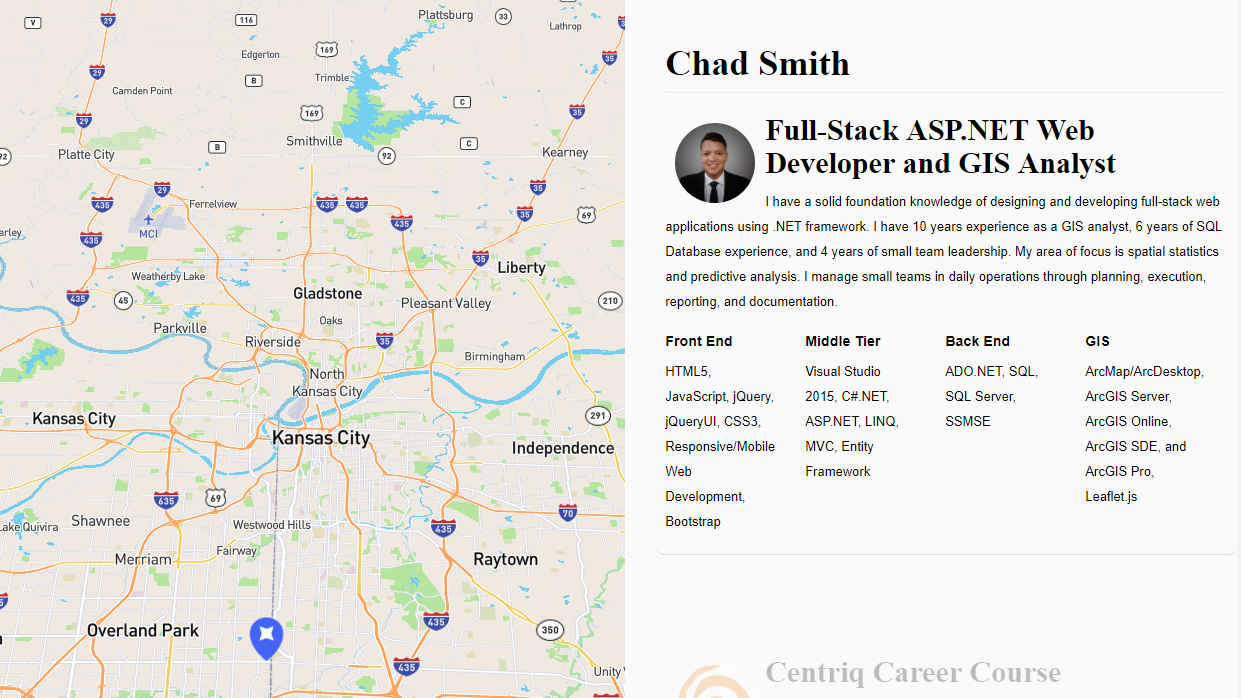 V
29
116
Plattsburg
33
Lathrop
Edgerton
169
35
29
B
Trimble
Camden Point
C
169
35
29
Smithville
C
B
92
Platte City
Kearney
29
35
435
Ferrelview
435
435
35
69
MCI
435
435
35
Liberty
Weatherby Lake
435
45
Gladstone
Pleasant Valley
210
Parkville
Oaks
Riverside
35
Birmingham
North
Kansas City
Kansas City
291
Kansas City
Independence
635
69
Lake Quivira
Shawnee
Westwood Hills
435
70
Fairway
Merriam
Raytown
Overland Park
435
350
435
Unity
Chad Smith
Full-Stack ASP.NET Web
Developer and GIS Analyst
I have a solid foundation knowledge of designing and developing full-stack web
applications using .NET framework. I have 10 years experience as a GIS analyst, 6 years of SQL
Database experience, and 4 years of small team leadership. My area of focus is spatial statistics
and predictive analysis. I manage small teams in daily operations through planning, execution,
reporting, and documentation.
Front End
HTML5,
JavaScript, jQuery,
jQueryUI, CSS3,
Responsive/Mobile
Web
Development,
Bootstrap
Middle Tier
Visual Studio
2015, C#.NET,
ASP.NET, LINQ,
MVC, Entity
Framework
Back End
ADO.NET, SQL,
SQL Server,
SSMSE
GIS
ArcMap/ArcDesktop,
ArcGIS Server,
ArcGIS Online,
ArcGIS SDE, and
ArcGIS Pro,
Leaflet.js
Centriq Career Course